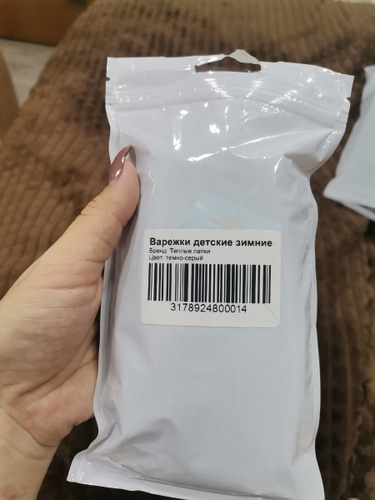 Варежки детские зимние
Бренд: Теплые лапки
Цвет: темно-серый
3178924800014